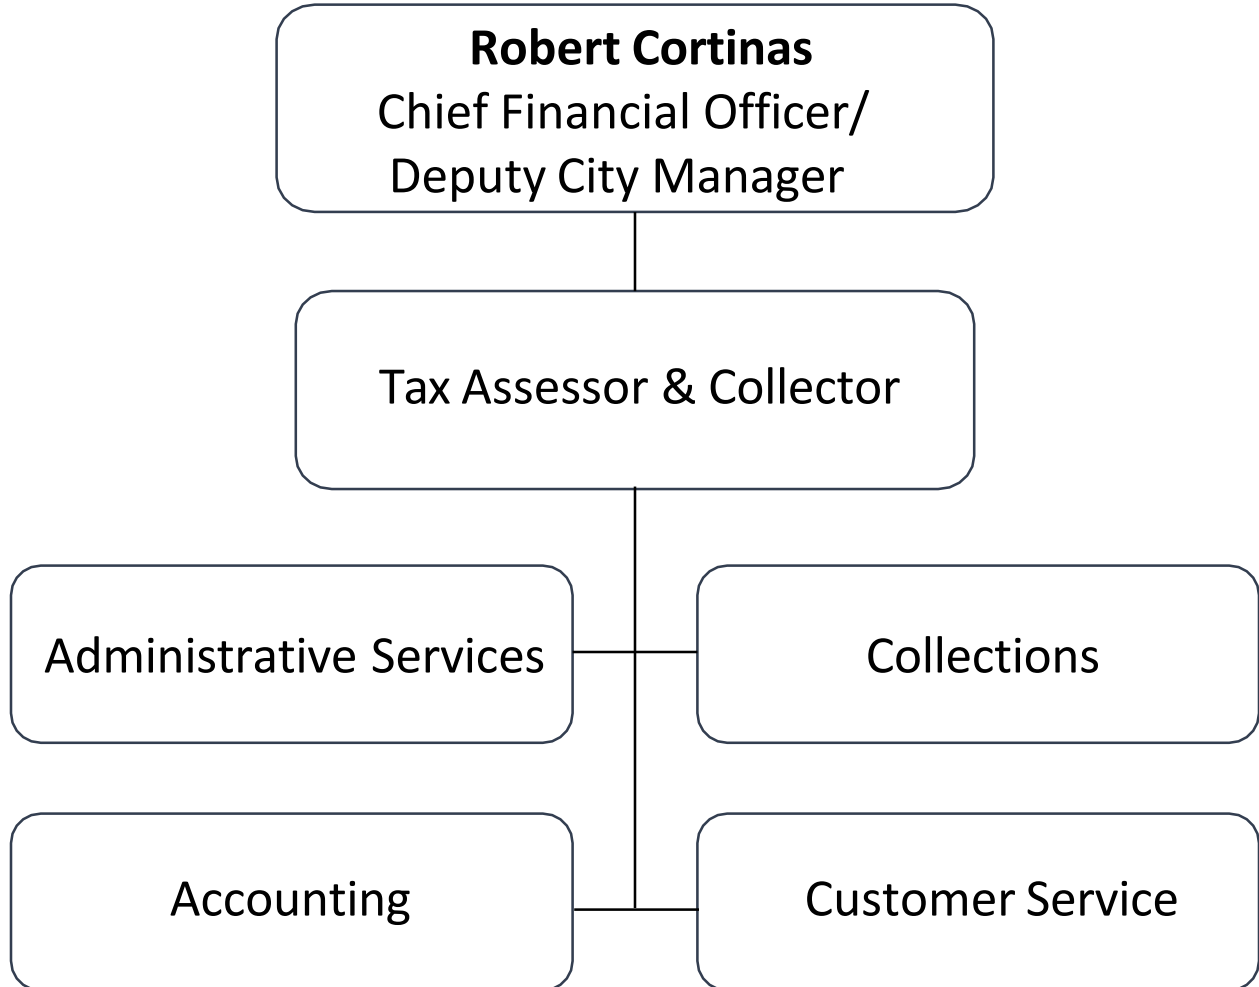 Robert Cortinas
Chief Financial Officer/
Deputy City Manager
Tax Assessor & Collector
Administrative Services
Collections
Accounting
Customer Service